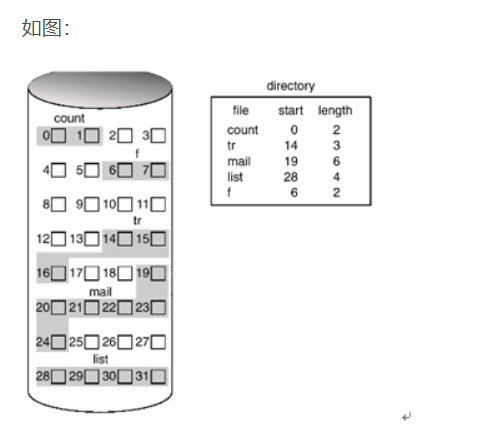 如图：
directory
file start length
count 0 2
tr 14 3
mail 19 6
list 28 4
f 6 2
count
0 1 2 3
f
4 5 6 7
8 9 10 11
tr
12 13 14 15
16 17 18 19
mail
20 21 22 23
24 25 26 27
list
28 29 30 31